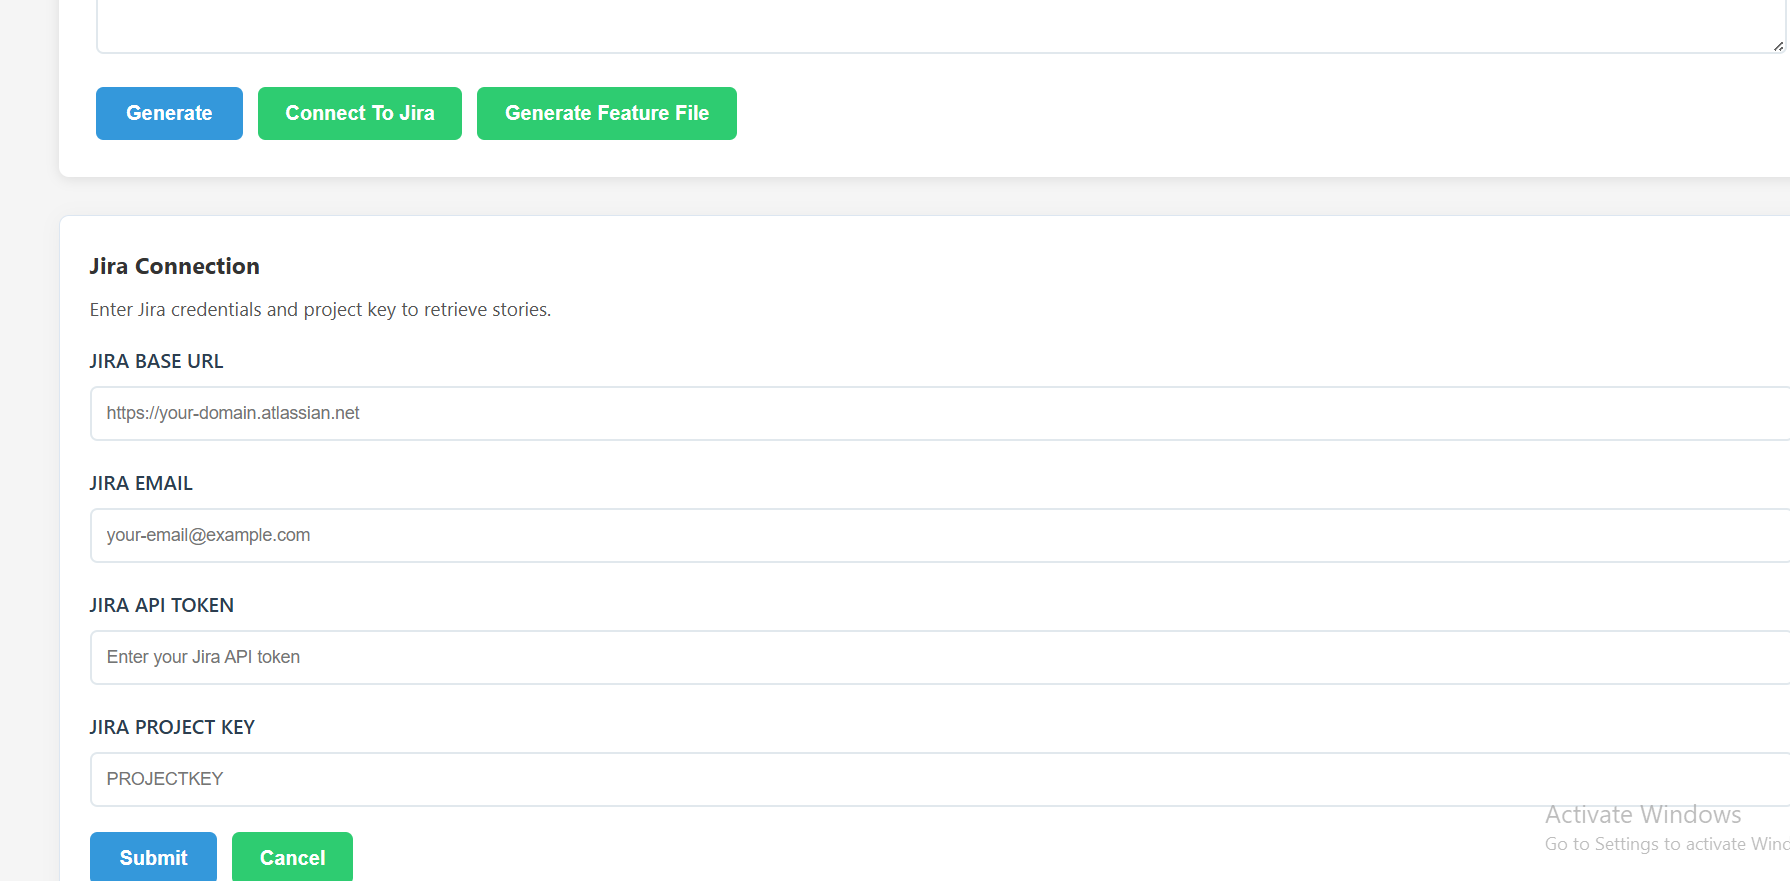 Generate Connect To Jira Generate Feature File
Jira Connection
Enter Jira credentials and project key to retrieve stories.
JIRA BASE URL
https://your-domain.atlassian.net
JIRA EMAIL
your-email@example.com
JIRA API TOKEN
Enter your Jira API token
JIRA PROJECT KEY
PROJECTKEY
Activate Windows
Go to Settings to activate Wind
Submit Cancel